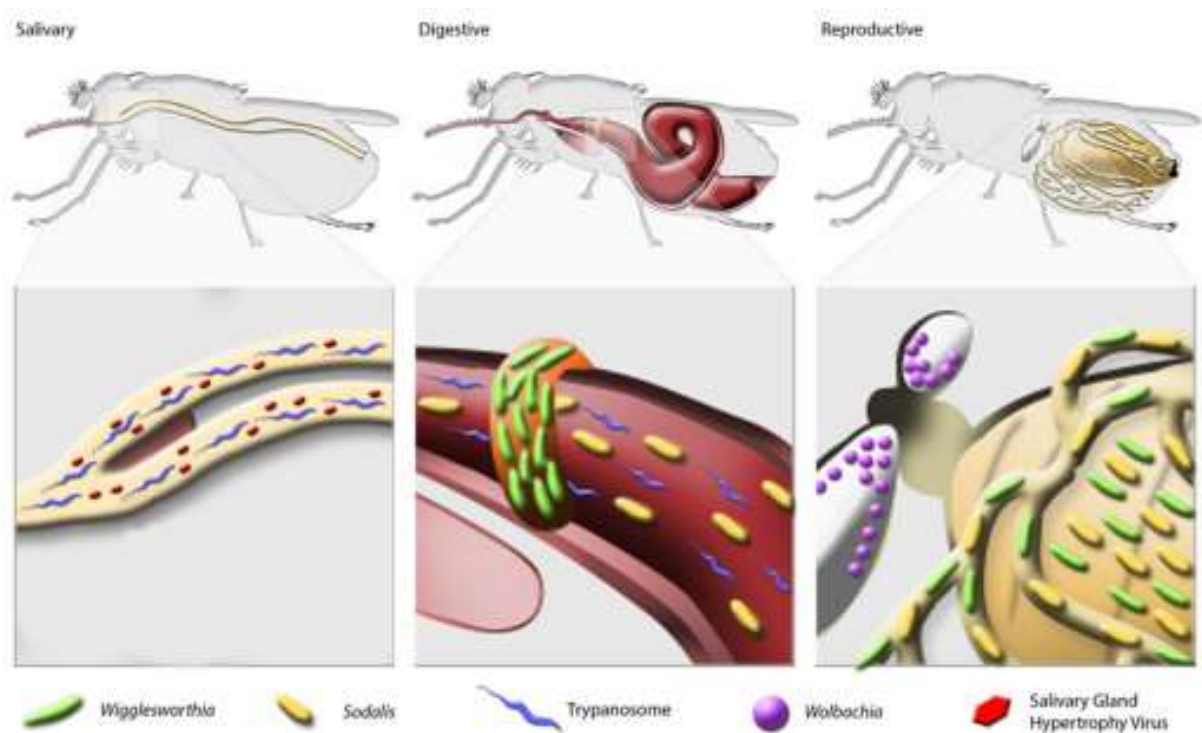 Salivary
Digestive
Reproductive
Wigglesworthia
Sodalis
Trypanosome
Wolbachia
Salivary Gland
Hypertrophy Virus